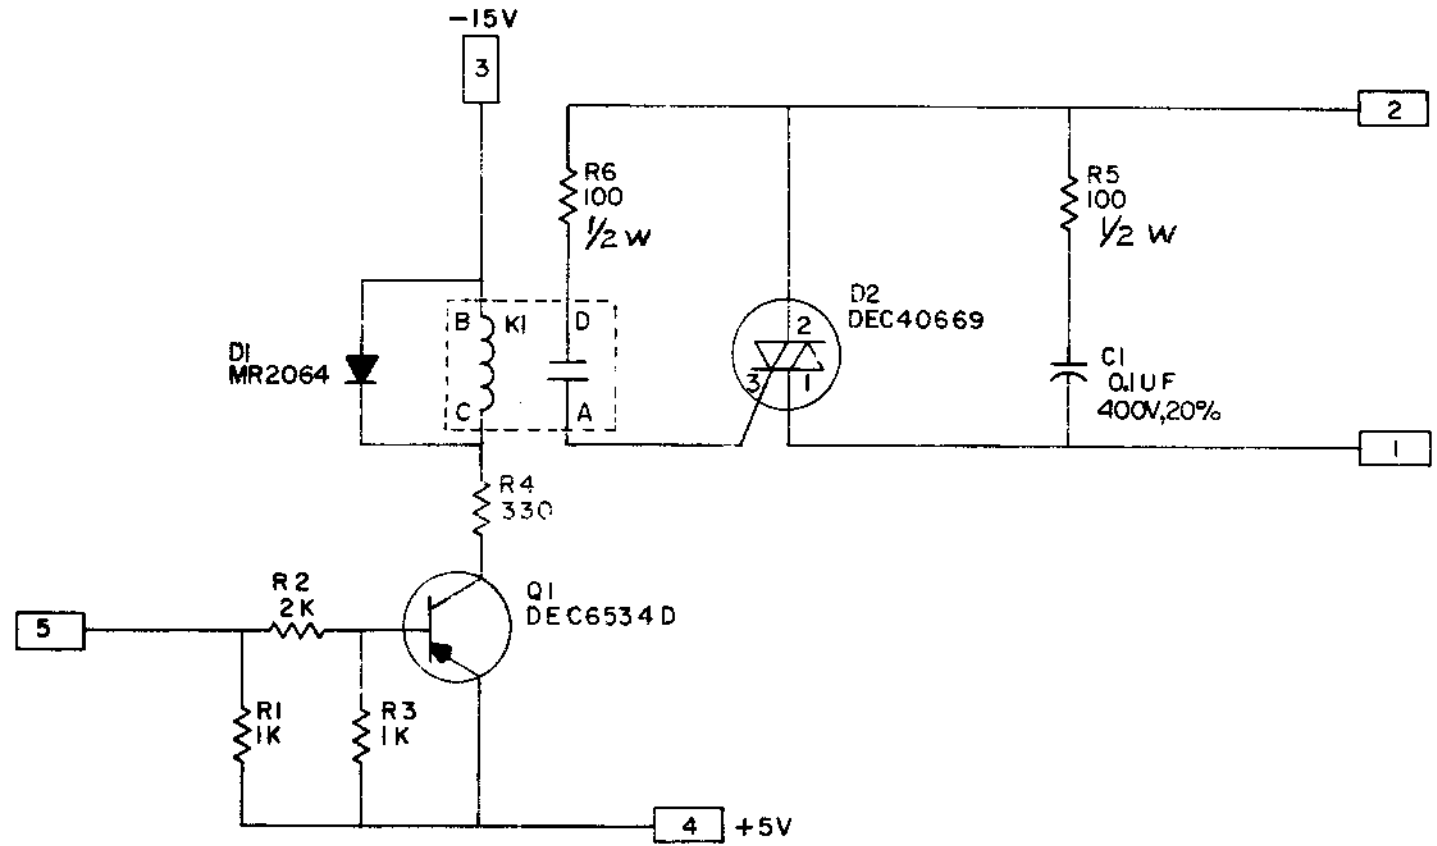 -15V
3
2
R6
100
1/2 W
R5
100
1/2 W
D2
DEC40669
B
K1
D
2
D1
MR2064
3
1
C1
0.1UF
400V,20%
C
A
1
R4
330
R2
2K
Q1
DEC6534D
5
R1
1K
R3
1K
4
+5V